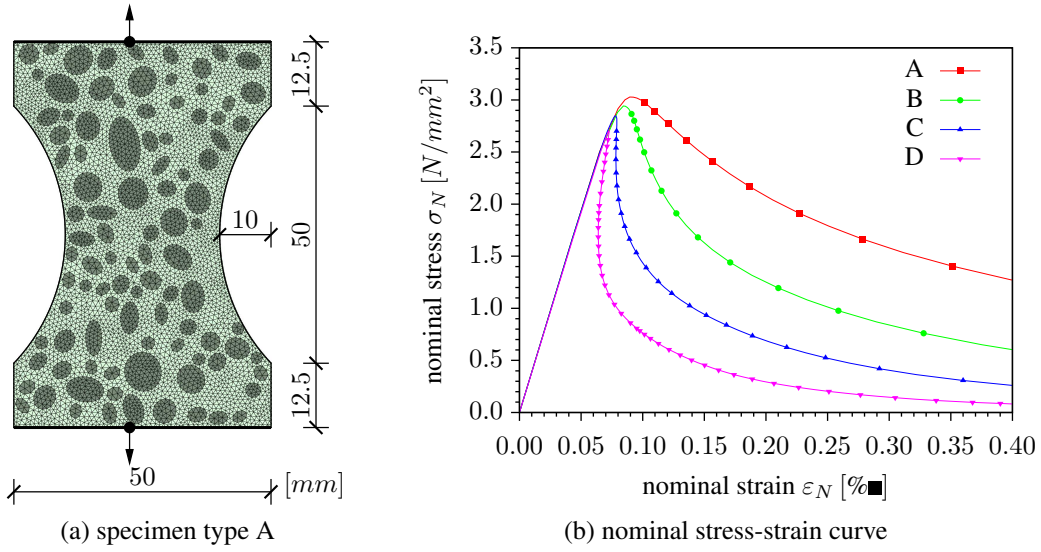 12.5
10
50
12.5
50
[mm]
(a) specimen type A
nominal stress σ_N [N/mm²]
3.5
3.0
2.5
2.0
1.5
1.0
0.5
0.0
A
B
C
D
0.00 0.05 0.10 0.15 0.20 0.25 0.30 0.35 0.40
nominal strain ε_N [%■
(b) nominal stress-strain curve